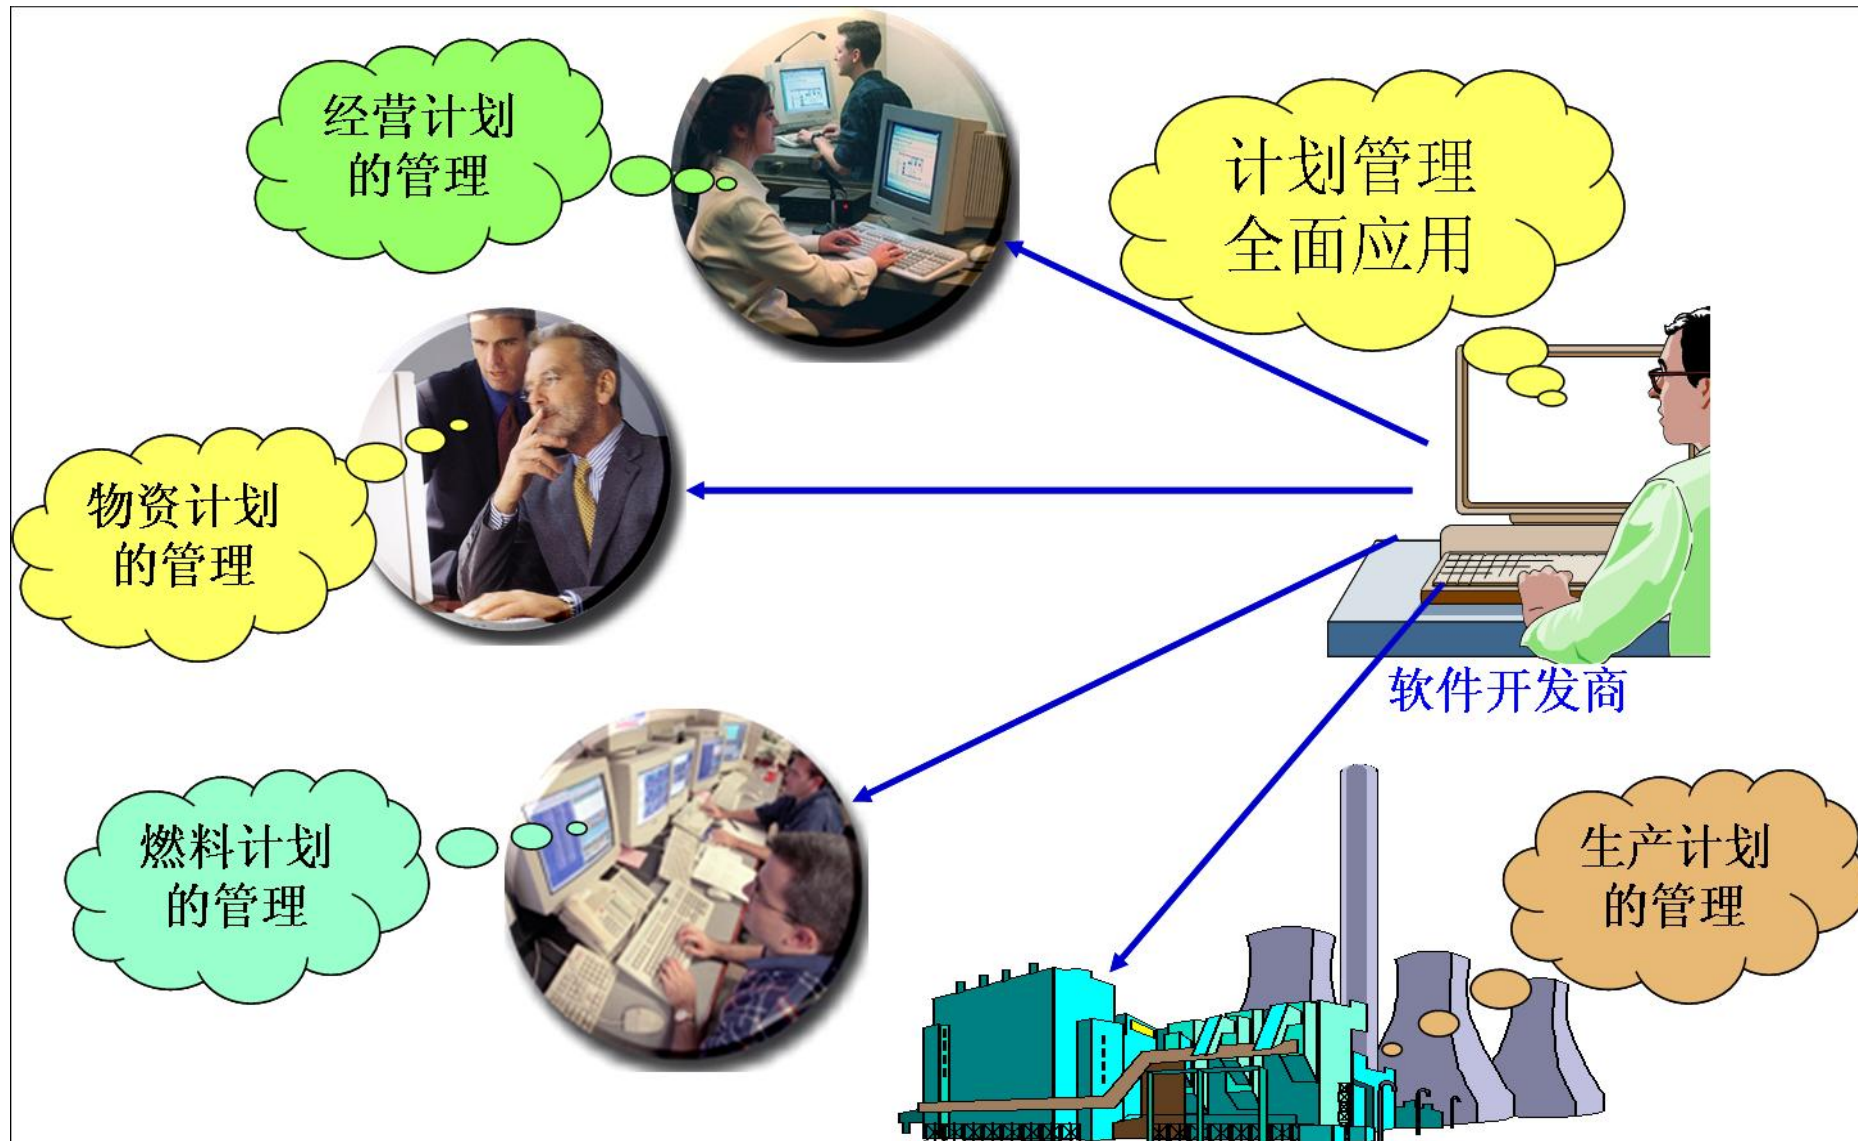 经营计划
的管理
计划管理
全面应用
物资计划
的管理
软件开发商
燃料计划
的管理
生产计划
的管理